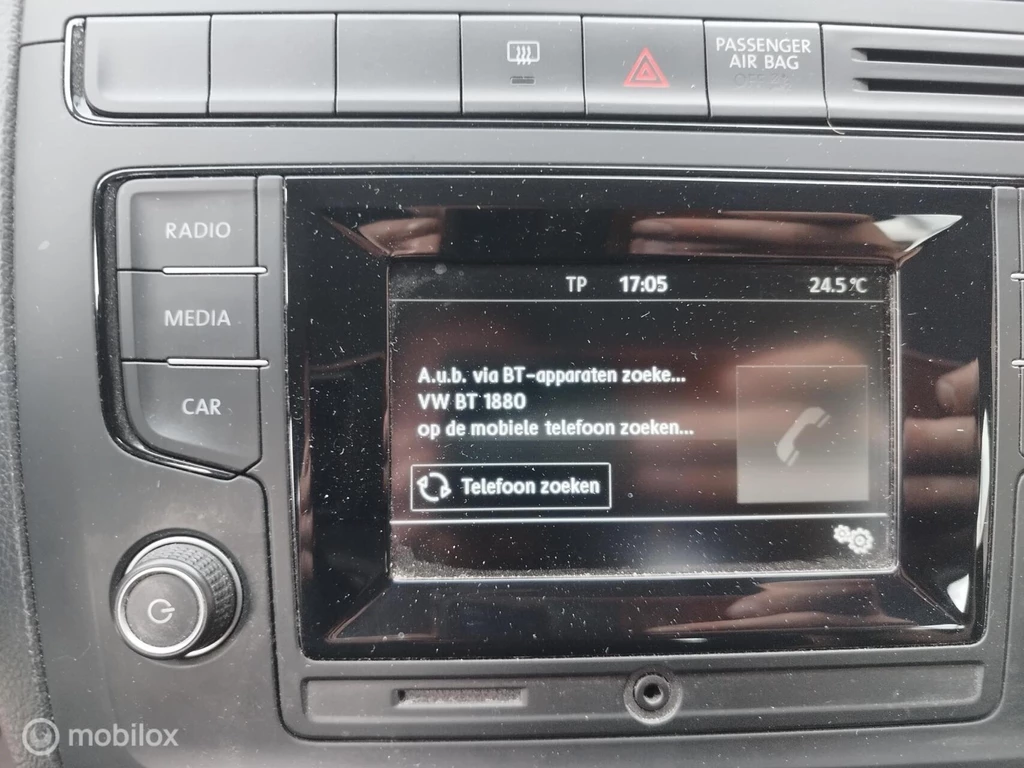 PASSENGER
AIR BAG
RADIO
MEDIA
CAR
TP 17:05 24.5 °C
A.u.b. via BT-apparaten zoeke...
VW BT 1880
op de mobiele telefoon zoeken...
Telefoon zoeken
mobilox